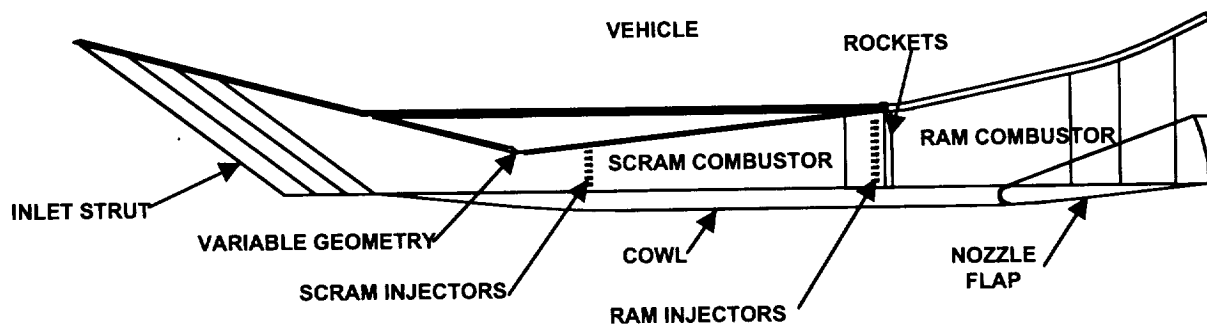 VEHICLE
ROCKETS
RAM COMBUSTOR
SCRAM COMBUSTOR
INLET STRUT
VARIABLE GEOMETRY
COWL
NOZZLE
FLAP
SCRAM INJECTORS
RAM INJECTORS